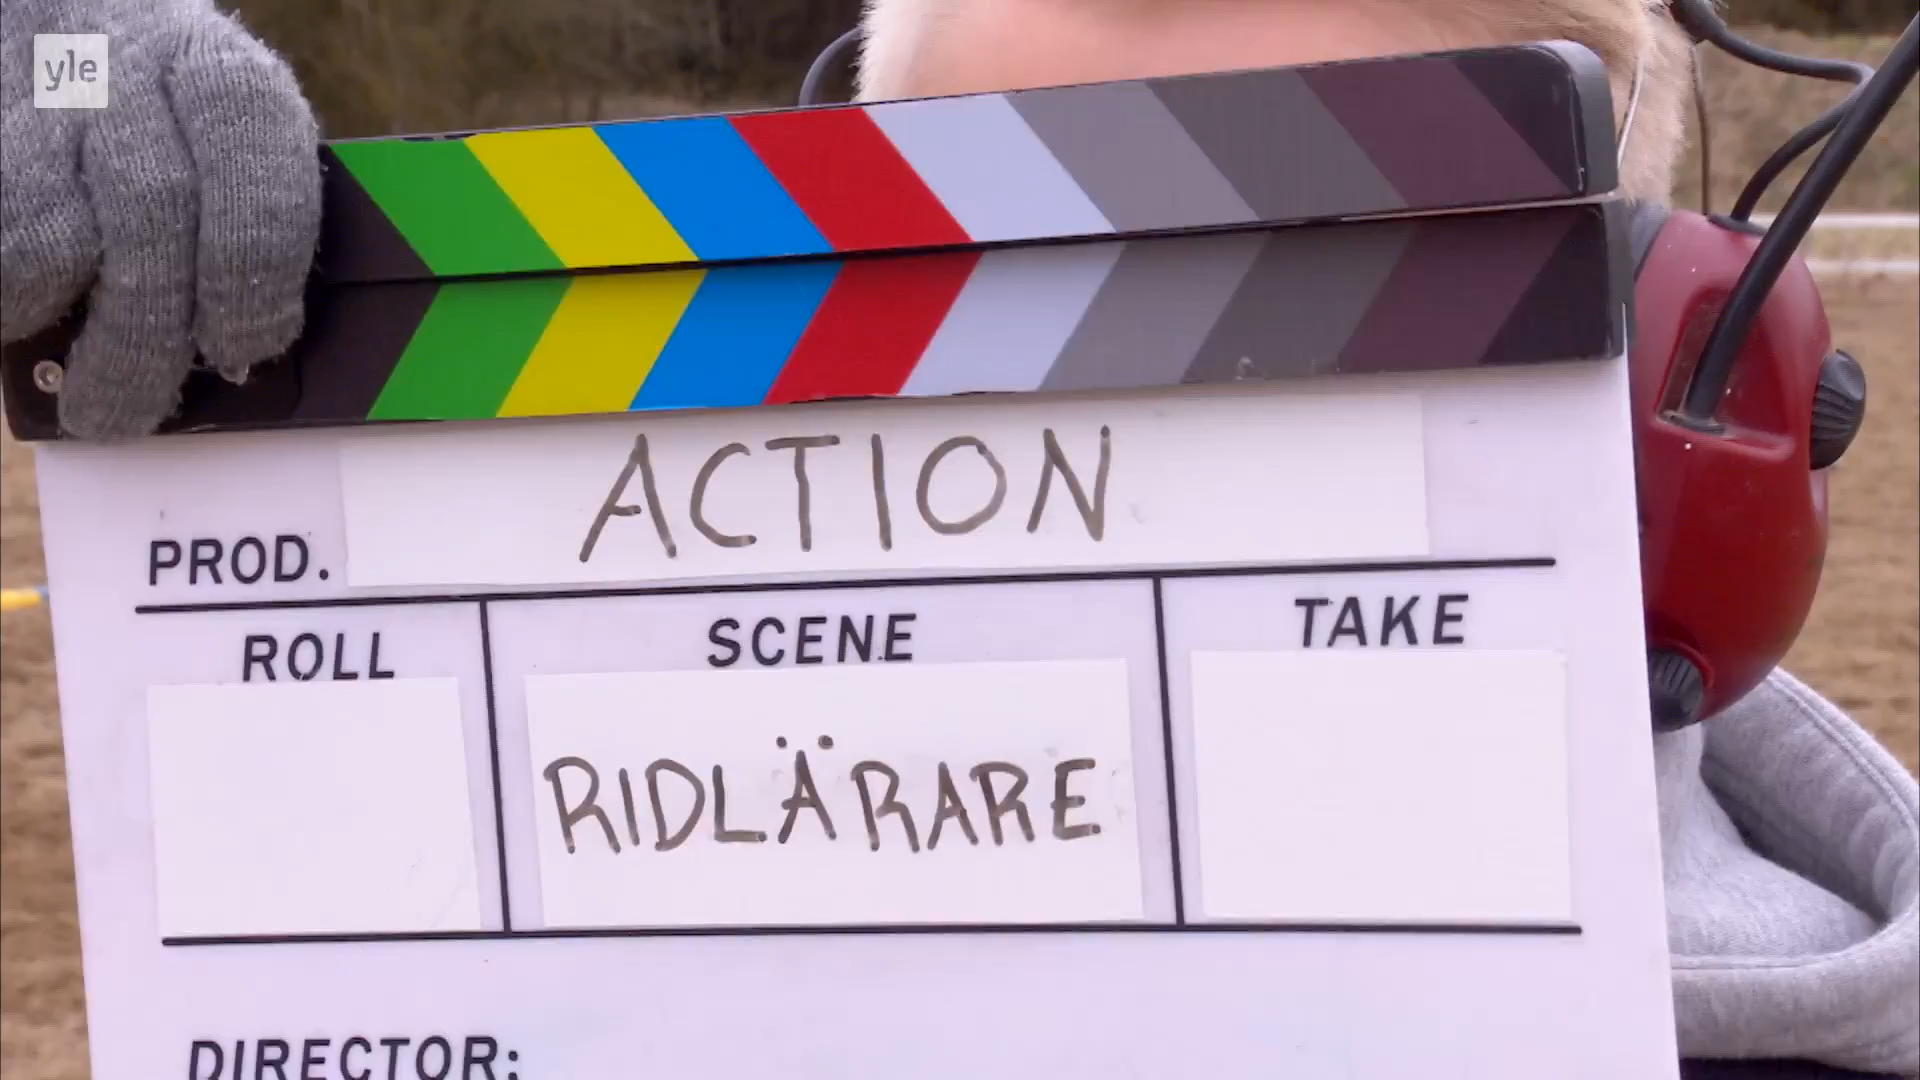 yle
ACTION
PROD.
ROLL
SCENE
TAKE
RIDLÄRARE
DIRECTOR: